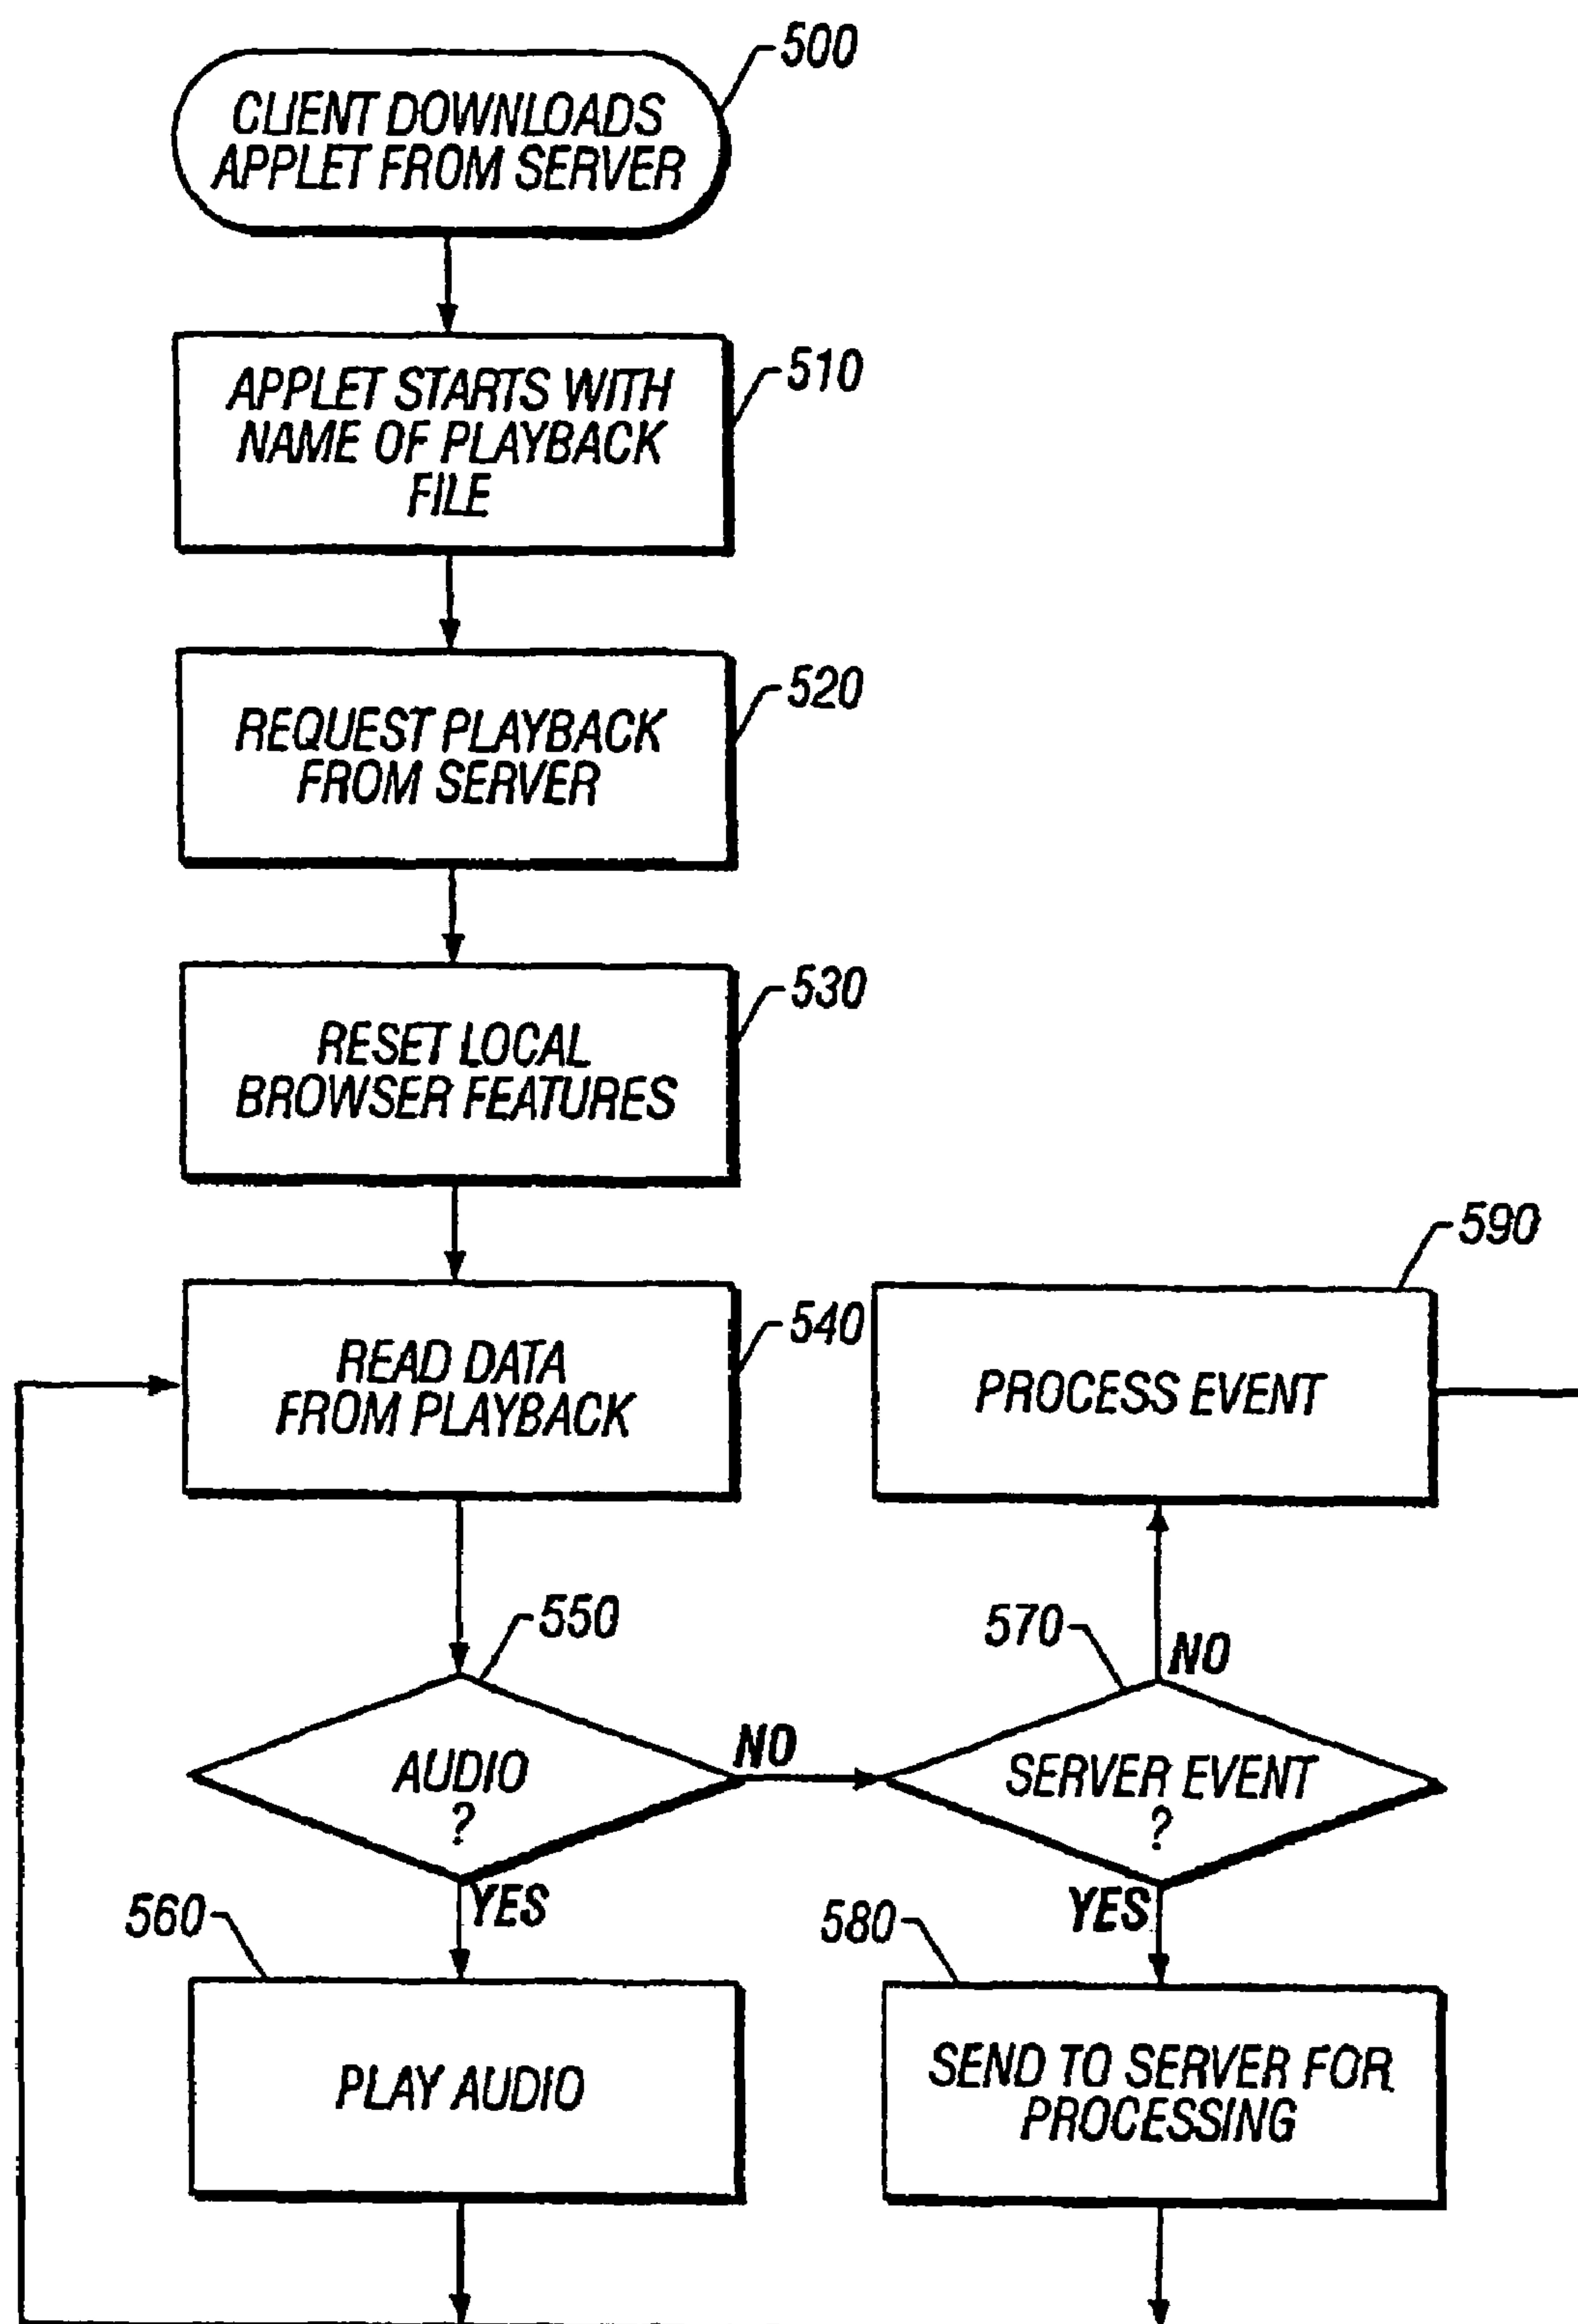 500
CLIENT DOWNLOADS
APPLET FROM SERVER
510
APPLET STARTS WITH
NAME OF PLAYBACK
FILE
520
REQUEST PLAYBACK
FROM SERVER
530
RESET LOCAL
BROWSER FEATURES
540
READ DATA
FROM PLAYBACK
590
PROCESS EVENT
550
AUDIO
?
NO
YES
570
NO
SERVER EVENT
?
YES
560
PLAY AUDIO
580
SEND TO SERVER FOR
PROCESSING